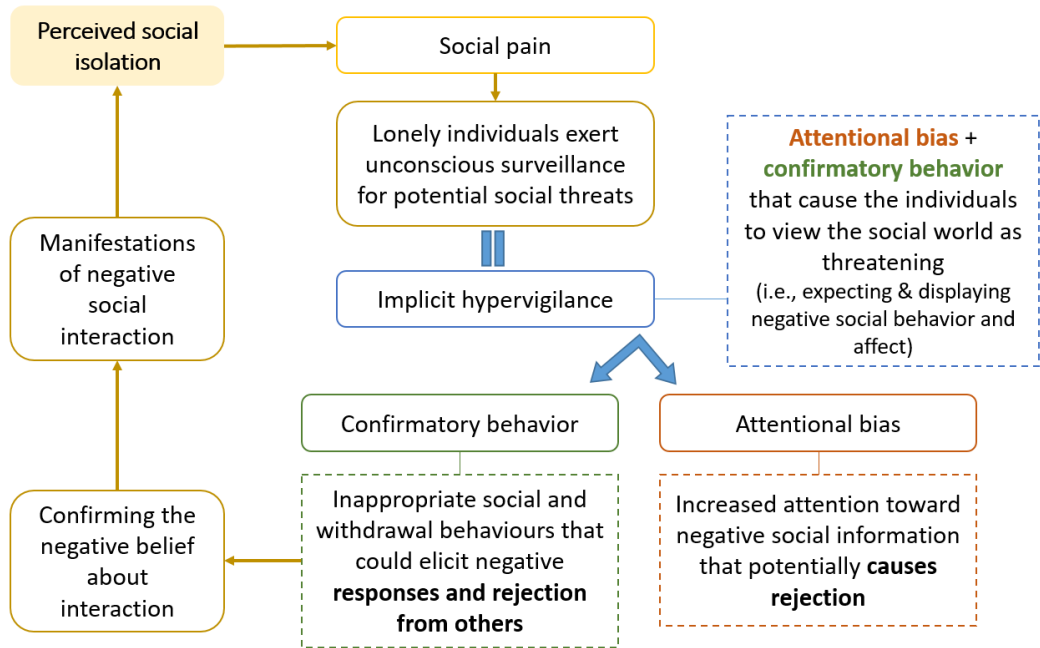 Perceived social
isolation
Social pain
Lonely individuals exert
unconscious surveillance
for potential social threats
Attentional bias +
confirmatory behavior
that cause the individuals
to view the social world as
threatening
(i.e., expecting & displaying
negative social behavior and
affect)
Manifestations
of negative
social
interaction
Implicit hypervigilance
Confirmatory behavior
Attentional bias
Inappropriate social and
withdrawal behaviours that
could elicit negative
responses and rejection
from others
Increased attention toward
negative social information
that potentially causes
rejection
Confirming the
negative belief
about
interaction